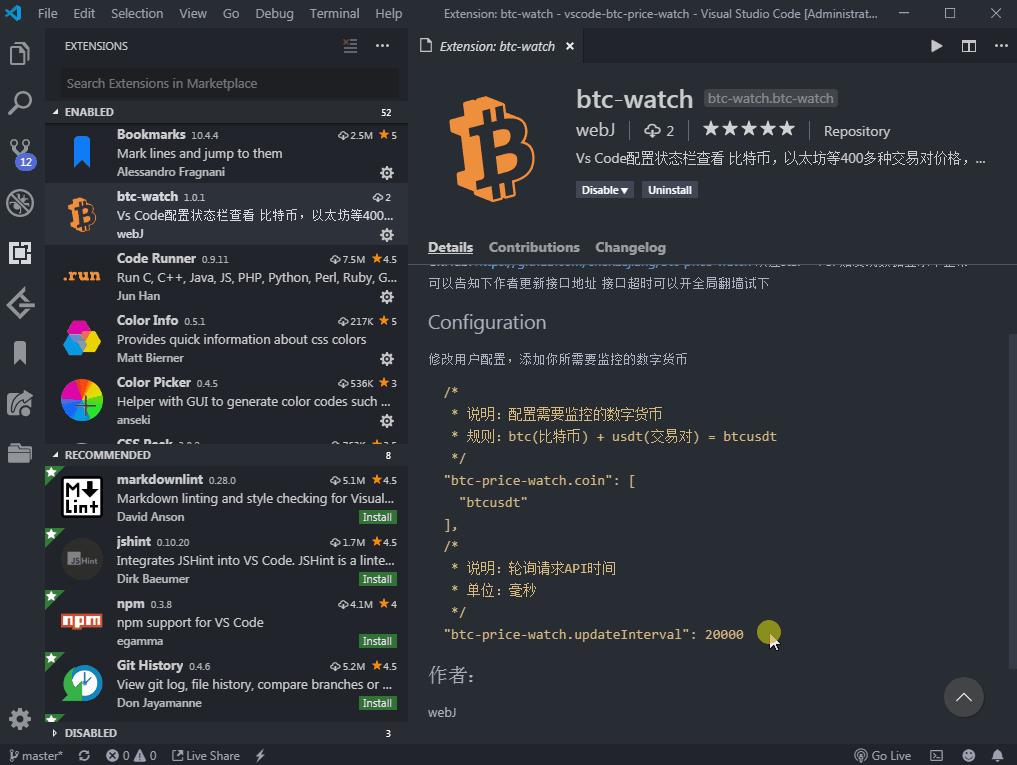 File Edit Selection View Go Debug Terminal Help Extension: btc-watch - vscode-btc-price-watch - Visual Studio Code [Administrat...
EXTENSIONS
Search Extensions in Marketplace
ENABLED 52
Bookmarks 10.4.4 2.5M 5
Mark lines and jump to them
Alessandro Fragnani
btc-watch 1.0.1 2
Vs Code配置状态栏查看 比特币，以太坊等400...
webJ
Code Runner 0.9.11 7.5M 4.5
.run
Run C, C++, Java, JS, PHP, Python, Perl, Ruby, G...
Jun Han
Color Info 0.5.1 217K 5
Provides quick information about css colors
Matt Bierner
Color Picker 0.4.5 536K 3
Helper with GUI to generate color codes such ...
anseki
RECOMMENDED 8
markdownlint 0.28.0 5.1M 4.5
M
Lint
Markdown linting and style checking for Visual...
David Anson Install
jshint 0.10.20 1.7M 4.5
JSHint
Integrates JSHint into VS Code. JSHint is a linte...
Dirk Baeumer Install
npm 0.3.8 4.1M 4
npm
npm support for VS Code
egamma Install
Git History 0.4.6 5.2M 4.5
View git log, file history, compare branches or ...
Don Jayamanne Install
DISABLED 3
12
Extension: btc-watch
btc-watch btc-watch.btc-watch
webJ 2 Repository
Vs Code配置状态栏查看 比特币，以太坊等400多种交易对价格，...
Disable Uninstall
Details Contributions Changelog
可以告知下作者更新接口地址 接口超时可以开全局翻墙试下
Configuration
修改用户配置，添加你所需要监控的数字货币
/*
* 说明: 配置需要监控的数字货币
* 规则: btc(比特币) + usdt(交易对) = btcusdt
*/
"btc-price-watch.coin": [
"btcusdt"
],
/*
* 说明: 轮询请求API时间
* 单位: 毫秒
*/
"btc-price-watch.updateInterval": 20000
作者:
webJ
master* 0 0 Live Share Go Live